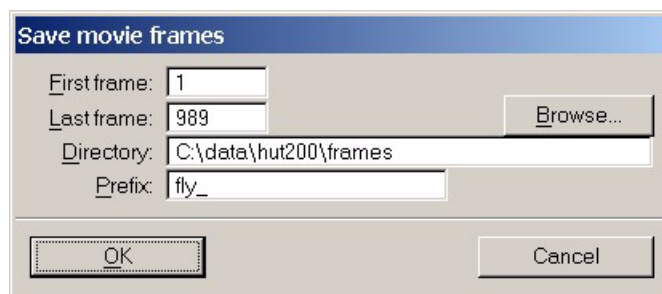 Save movie frames
First frame: 1
Last frame: 989
Browse...
Directory: C:\data\hut200\frames
Prefix: fly_
OK
Cancel